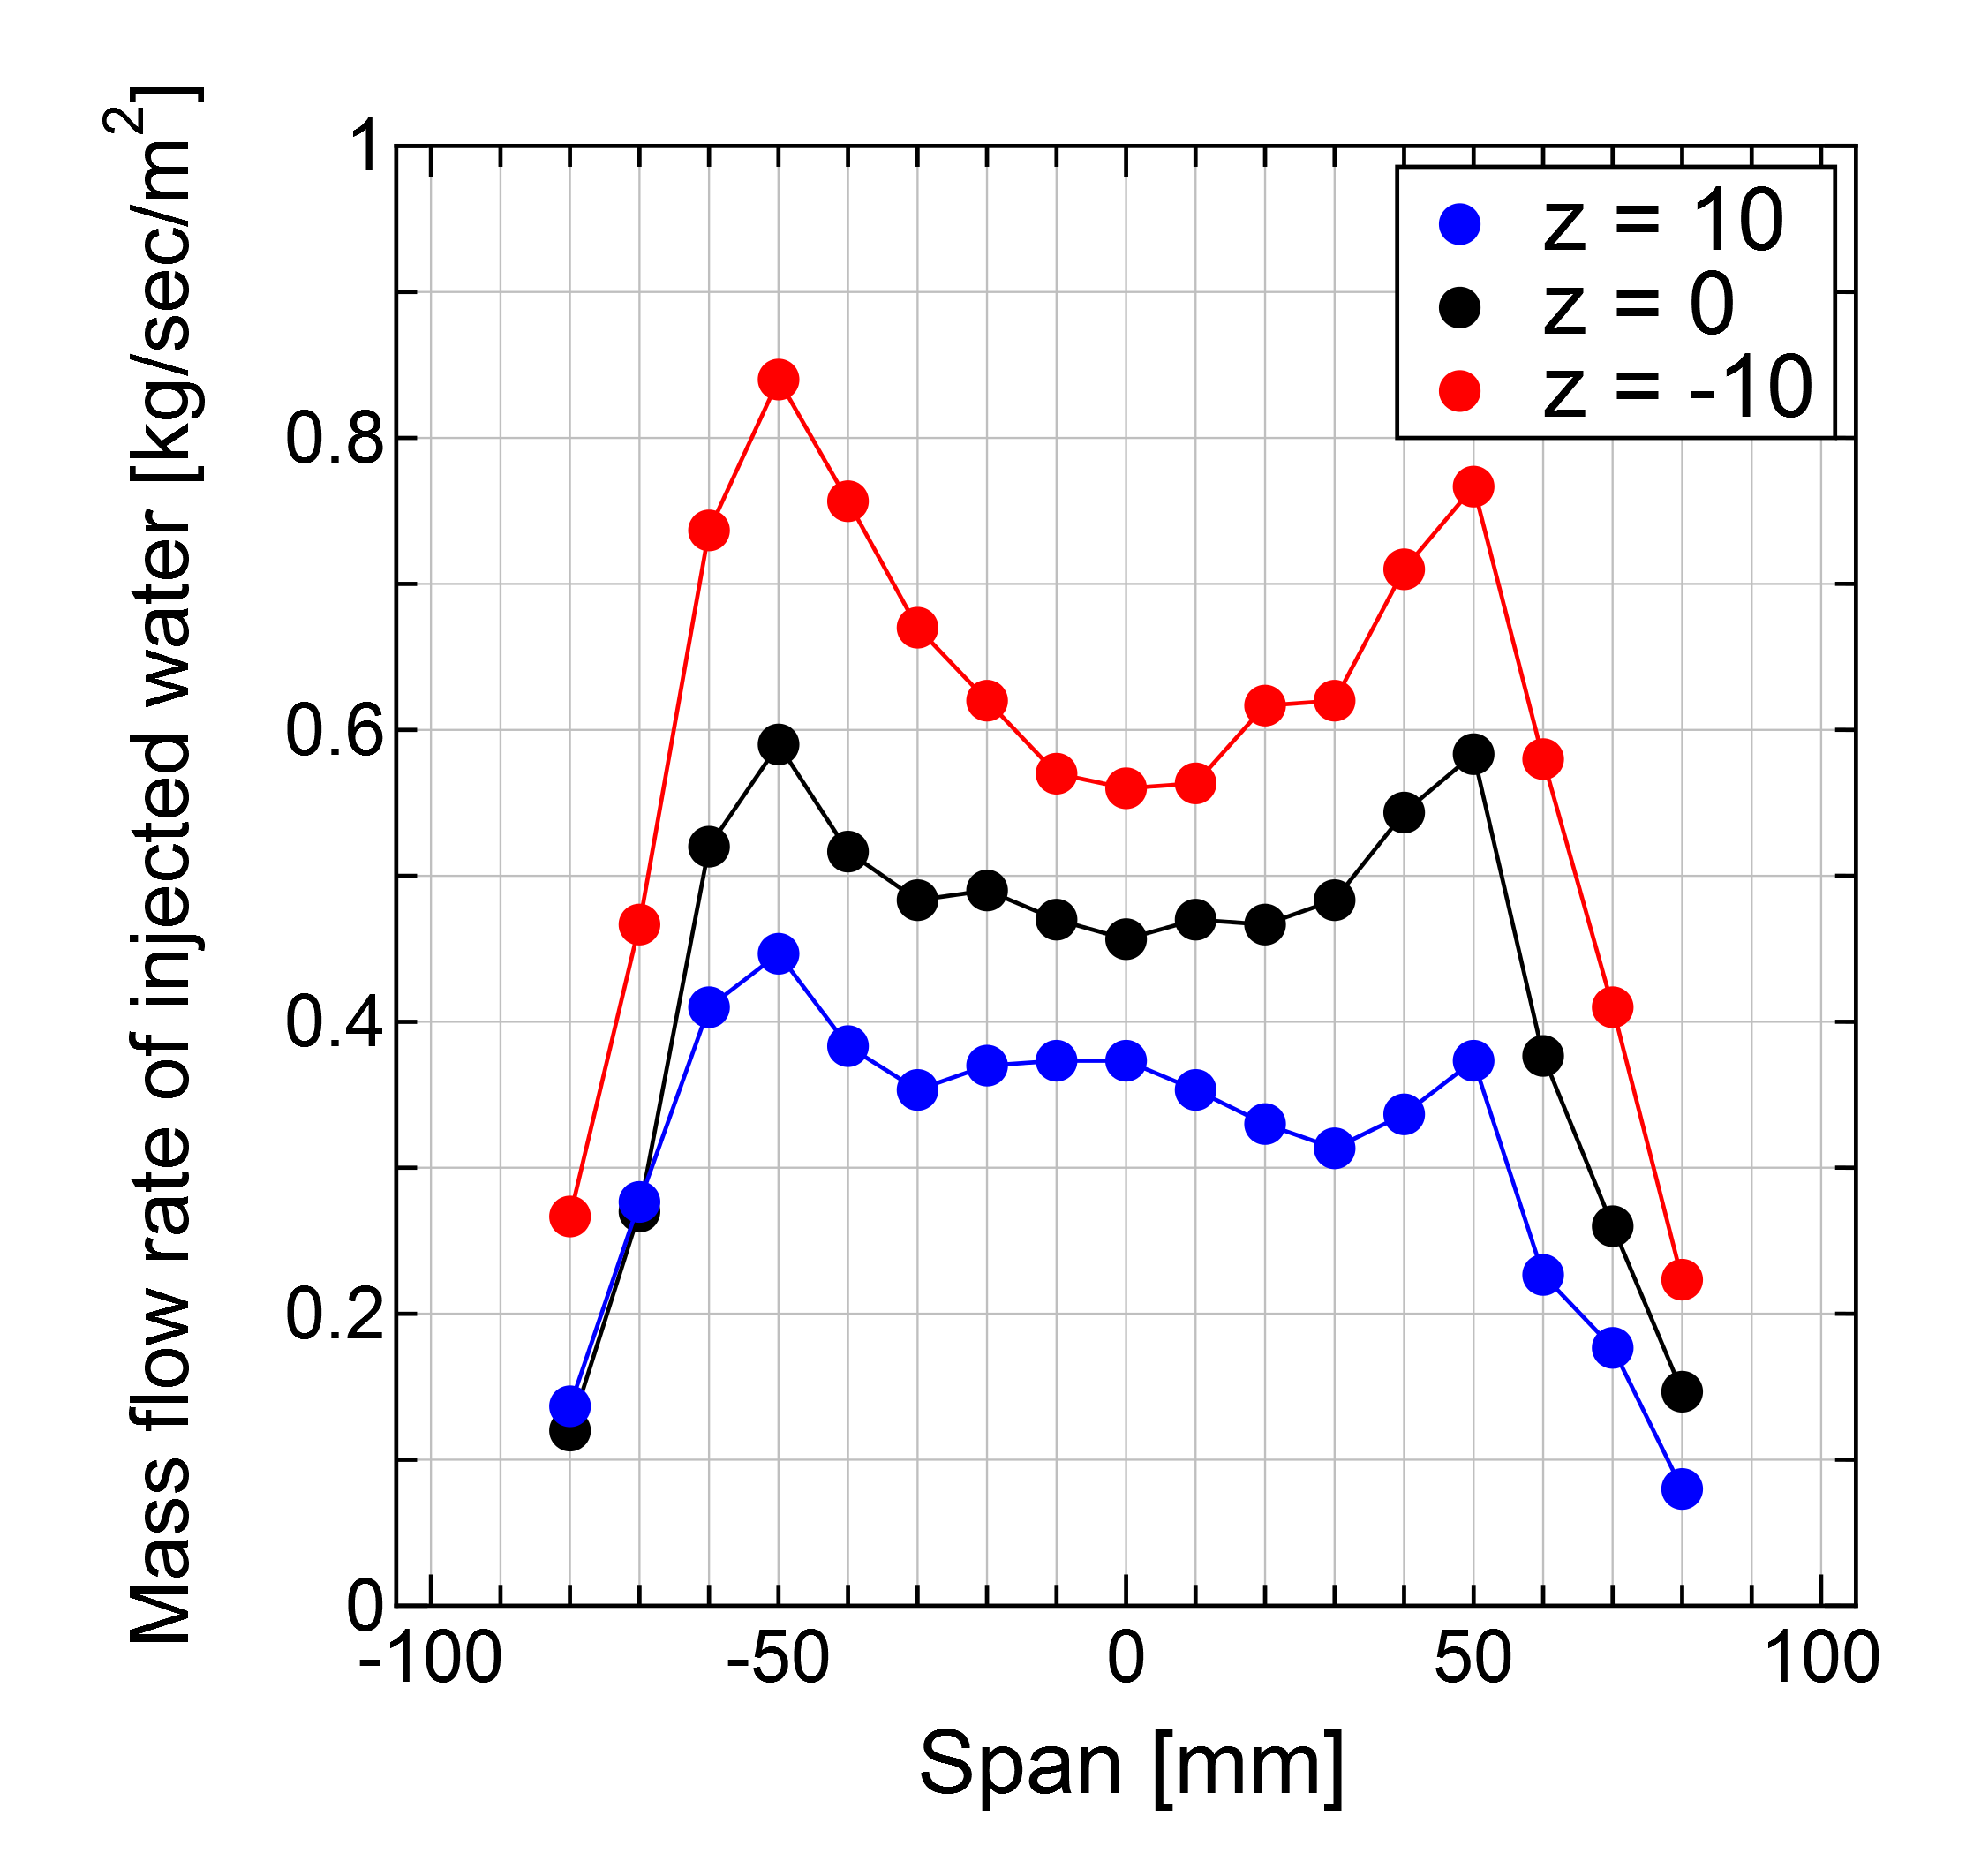 Mass flow rate of injected water [kg/sec/m²]
1
0.8
0.6
0.4
0.2
0
z = 10
z = 0
z = -10
-100 -50 0 50 100
Span [mm]